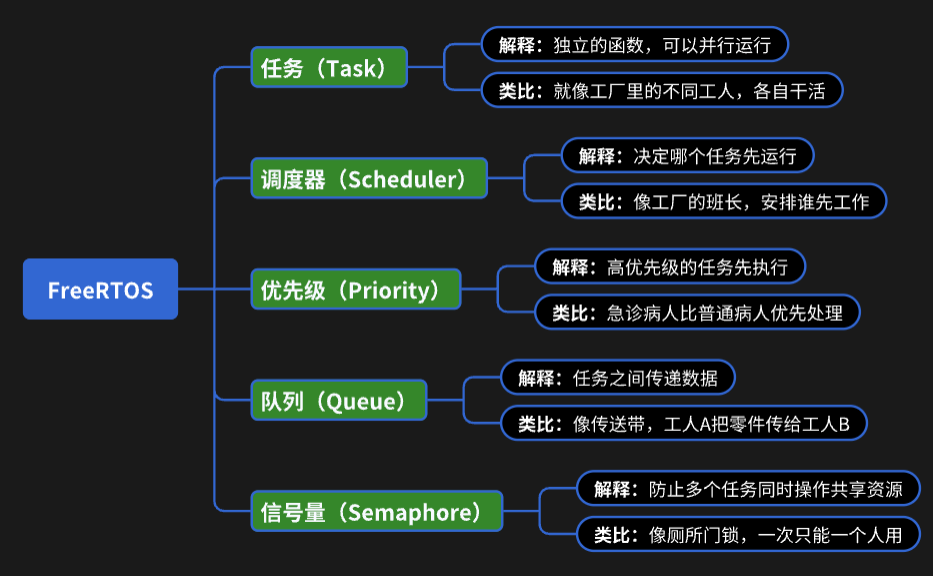 FreeRTOS
任务（Task）
解释：独立的函数，可以并行运行
类比：就像工厂里的不同工人，各自干活
调度器（Scheduler）
解释：决定哪个任务先运行
类比：像工厂的班长，安排谁先工作
优先级（Priority）
解释：高优先级的任务先执行
类比：急诊病人比普通病人优先处理
队列（Queue）
解释：任务之间传递数据
类比：像传送带，工人A把零件传给工人B
信号量（Semaphore）
解释：防止多个任务同时操作共享资源
类比：像厕所门锁，一次只能一个人用